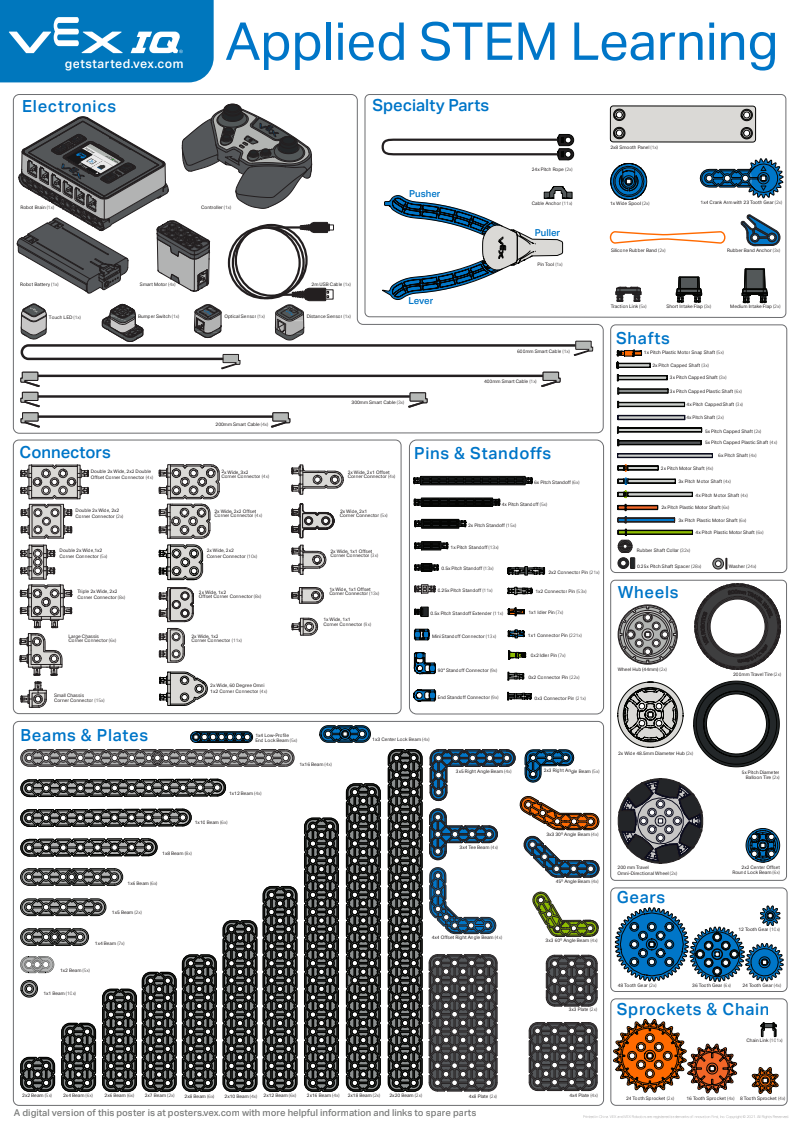 VEX IQ
getstarted.vex.com
Applied STEM Learning
Electronics
Robot Brain (1x)
Controller (1x)
Robot Battery (1x)
Smart Motor (4x)
2m USB Cable (1x)
Touch LED (1x)
Bumper Switch (1x)
Optical Sensor (1x)
Distance Sensor (1x)
600mm Smart Cable (1x)
400mm Smart Cable (1x)
300mm Smart Cable (3x)
200mm Smart Cable (4x)
Specialty Parts
24x Pitch Rope (2x)
Cable Anchor (11x)
Pusher
Puller
Lever
VEX
Pin Tool (1x)
2x8 Smooth Panel (1x)
1x Wide Spool (2x)
1x4 Crank Arm with 22 Tooth Gear (2x)
Silicone Rubber Band (2x)
Rubber Band Anchor (3x)
Traction Link (5x)
Short Intake Flap (3x)
Medium Intake Flap (2x)
Shafts
1x Pitch Plastic Motor Snap Shaft (5x)
2x Pitch Capped Shaft (3x)
3x Pitch Capped Shaft (3x)
3x Pitch Capped Plastic Shaft (6x)
4x Pitch Capped Shaft (3x)
4x Pitch Shaft (2x)
5x Pitch Capped Shaft (2x)
5x Pitch Capped Plastic Shaft (4x)
6x Pitch Shaft (4x)
2x Pitch Motor Shaft (4x)
3x Pitch Motor Shaft (4x)
4x Pitch Motor Shaft (4x)
2x Pitch Plastic Motor Shaft (6x)
3x Pitch Plastic Motor Shaft (6x)
4x Pitch Plastic Motor Shaft (6x)
Rubber Shaft Collar (22x)
0.25x Pitch Shaft Spacer (26x)
Washer (24x)
Connectors
Double 2x Wide, 2x2 Double
Offset Corner Connector (4x)
Double 2x Wide, 2x2
Corner Connector (2x)
Double 2x Wide, 1x2
Corner Connector (5x)
Triple 2x Wide, 2x2
Corner Connector (8x)
Large Chassis
Corner Connector (6x)
Small Chassis
Corner Connector (15x)
2x Wide, 3x2
Corner Connector (4x)
2x Wide, 2x2 Offset
Corner Connector (4x)
2x Wide, 2x2
Corner Connector (10x)
2x Wide, 1x2
Offset Corner Connector (8x)
2x Wide, 1x2
Corner Connector (11x)
2x Wide, 60 Degree Omni
1x2 Corner Connector (4x)
2x Wide, 2x1 Offset
Corner Connector (4x)
2x Wide, 2x1
Corner Connector (5x)
2x Wide, 1x1 Offset
Corner Connector (3x)
1x Wide, 1x1 Offset
Corner Connector (13x)
1x Wide, 1x1
Corner Connector (8x)
Pins & Standoffs
6x Pitch Standoff (6x)
4x Pitch Standoff (5x)
2x Pitch Standoff (15x)
1x Pitch Standoff (13x)
0.5x Pitch Standoff (13x)
0.25x Pitch Standoff (11x)
0.5x Pitch Standoff Extender (11x)
Mini Standoff Connector (15x)
90° Standoff Connector (9x)
End Standoff Connector (9x)
2x2 Connector Pin (21x)
1x2 Connector Pin (53x)
1x1 Idler Pin (7x)
1x1 Connector Pin (221x)
0x2 Idler Pin (7x)
0x2 Connector Pin (22x)
0x3 Connector Pin (21x)
Wheels
Wheel Hub (44mm) (2x)
200mm Travel Tire (2x)
2x Wide 48.5mm Diameter Hub (2x)
5x Pitch Diameter
Balloon Tire (2x)
200 mm Travel
Omni-Directional Wheel (2x)
2x2 Center Offset
Round Lock Beam (6x)
Beams & Plates
1x4 Low-Profile
End Lock Beam (5x)
1x3 Center Lock Beam (4x)
1x16 Beam (4x)
1x12 Beam (4x)
1x10 Beam (6x)
1x8 Beam (4x)
1x6 Beam (6x)
1x5 Beam (2x)
1x4 Beam (7x)
1x2 Beam (5x)
1x1 Beam (10x)
2x2 Beam (5x)
2x4 Beam (6x)
2x6 Beam (6x)
2x7 Beam (3x)
2x8 Beam (6x)
2x10 Beam (4x)
2x12 Beam (6x)
2x16 Beam (4x)
2x18 Beam (2x)
2x20 Beam (2x)
3x5 Right Angle Beam (4x)
2x3 Right Angle Beam (5x)
3x4 Tee Beam (4x)
3x3 30° Angle Beam (4x)
45° Angle Beam (4x)
4x4 Offset Right Angle Beam (4x)
3x3 60° Angle Beam (4x)
3x3 Plate (2x)
4x8 Plate (2x)
4x4 Plate (4x)
Gears
12 Tooth Gear (15x)
48 Tooth Gear (2x)
36 Tooth Gear (6x)
24 Tooth Gear (4x)
Sprockets & Chain
Chain Link (101x)
24 Tooth Sprocket (2x)
16 Tooth Sprocket (4x)
8 Tooth Sprocket (4x)
A digital version of this poster is at posters.vex.com with more helpful information and links to spare parts